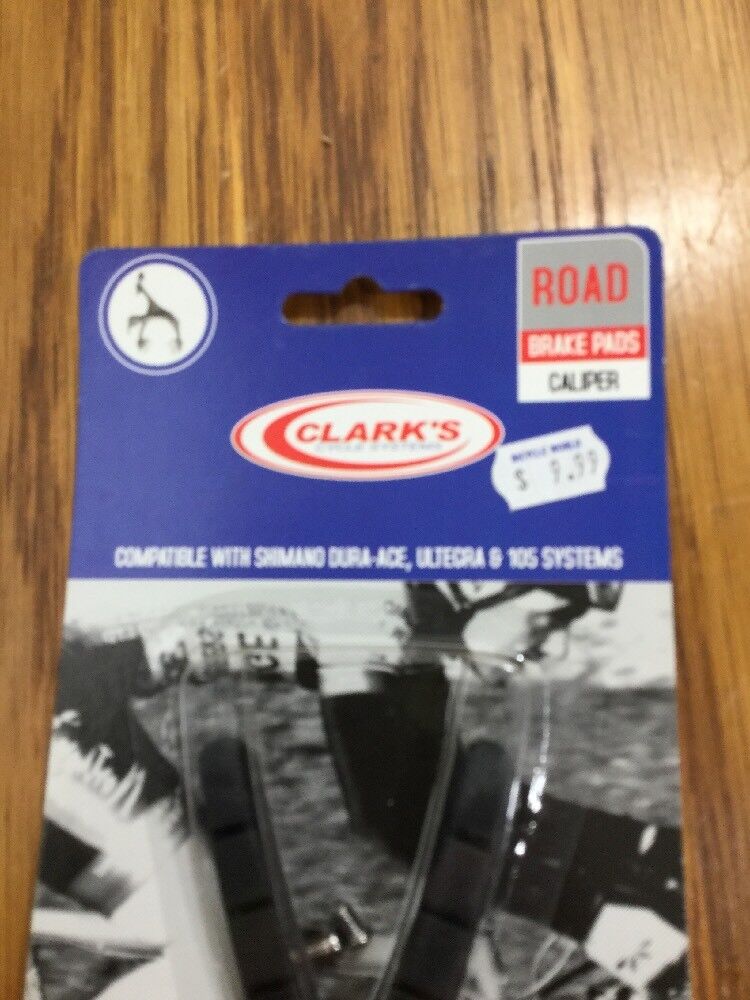 ROAD
BRAKE PADS
CALIPER
CLARK'S
CYCLE SYSTEMS
BICYCLE WORLD
$ 9.99
COMPATIBLE WITH SHIMANO DURA-ACE, ULTEGRA & 105 SYSTEMS